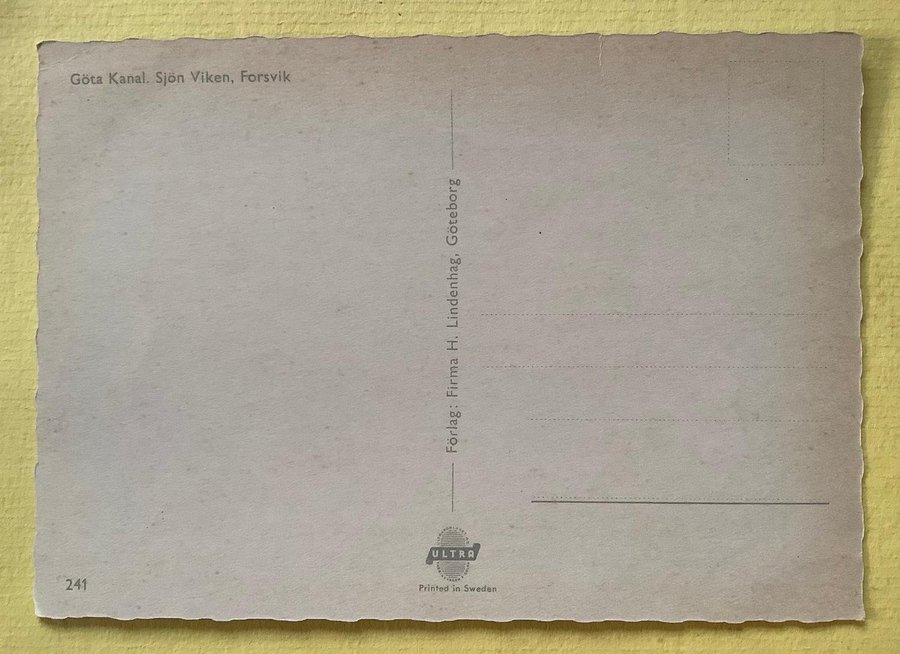 Göta Kanal. Sjön Viken, Forsvik
Förlag: Firma H. Lindenhag, Göteborg
ULTRA
Printed in Sweden
241